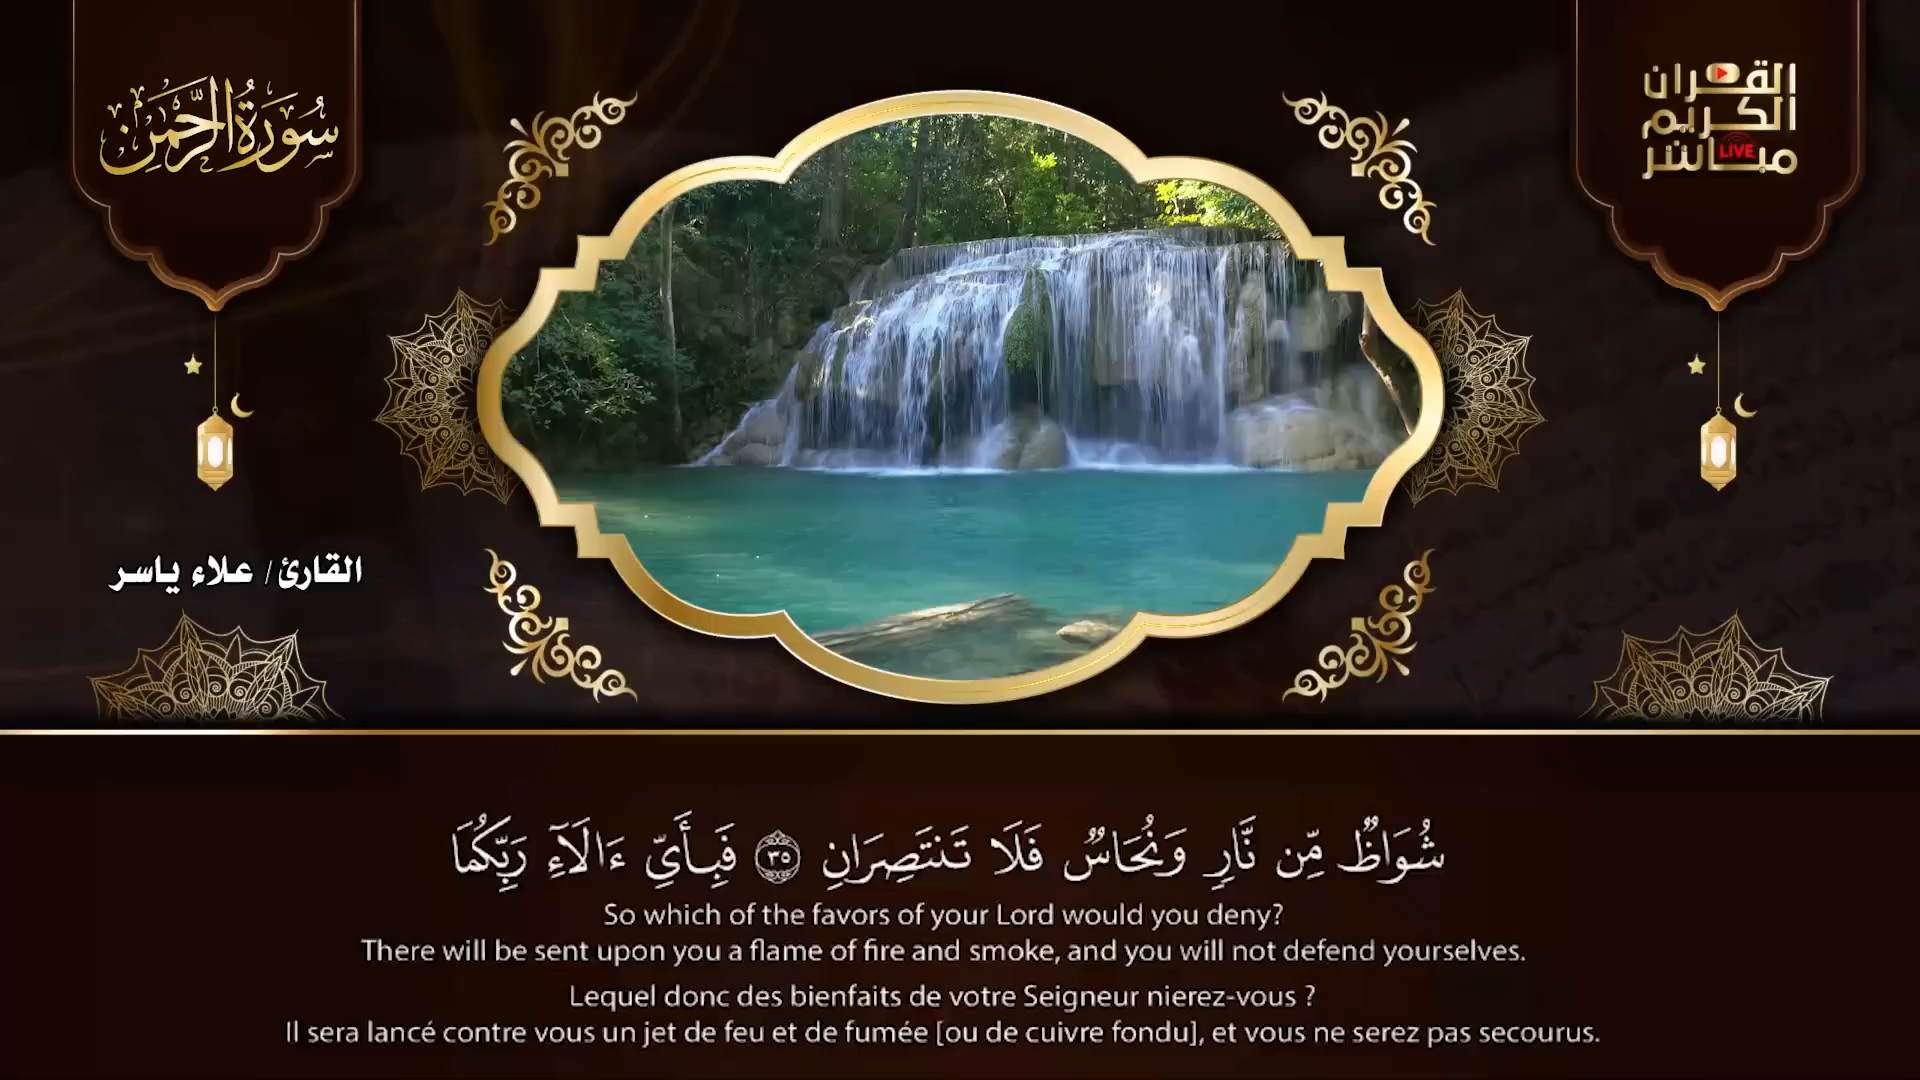 سُورَةُ الرَّحْمَن
القرآن
الكريم
مباشر
LIVE
القارئ / علاء ياسر
شُوَاظٌ مِّن نَّارٍ وَنُحَاسٌ فَلَا تَنتَصِرَانِ ٣٥ فَبِأَيِّ ءَالَآءِ رَبِّكُمَا
So which of the favors of your Lord would you deny?
There will be sent upon you a flame of fire and smoke, and you will not defend yourselves.
Lequel donc des bienfaits de votre Seigneur nierez-vous ?
Il sera lancé contre vous un jet de feu et de fumée [ou de cuivre fondu], et vous ne serez pas secourus.